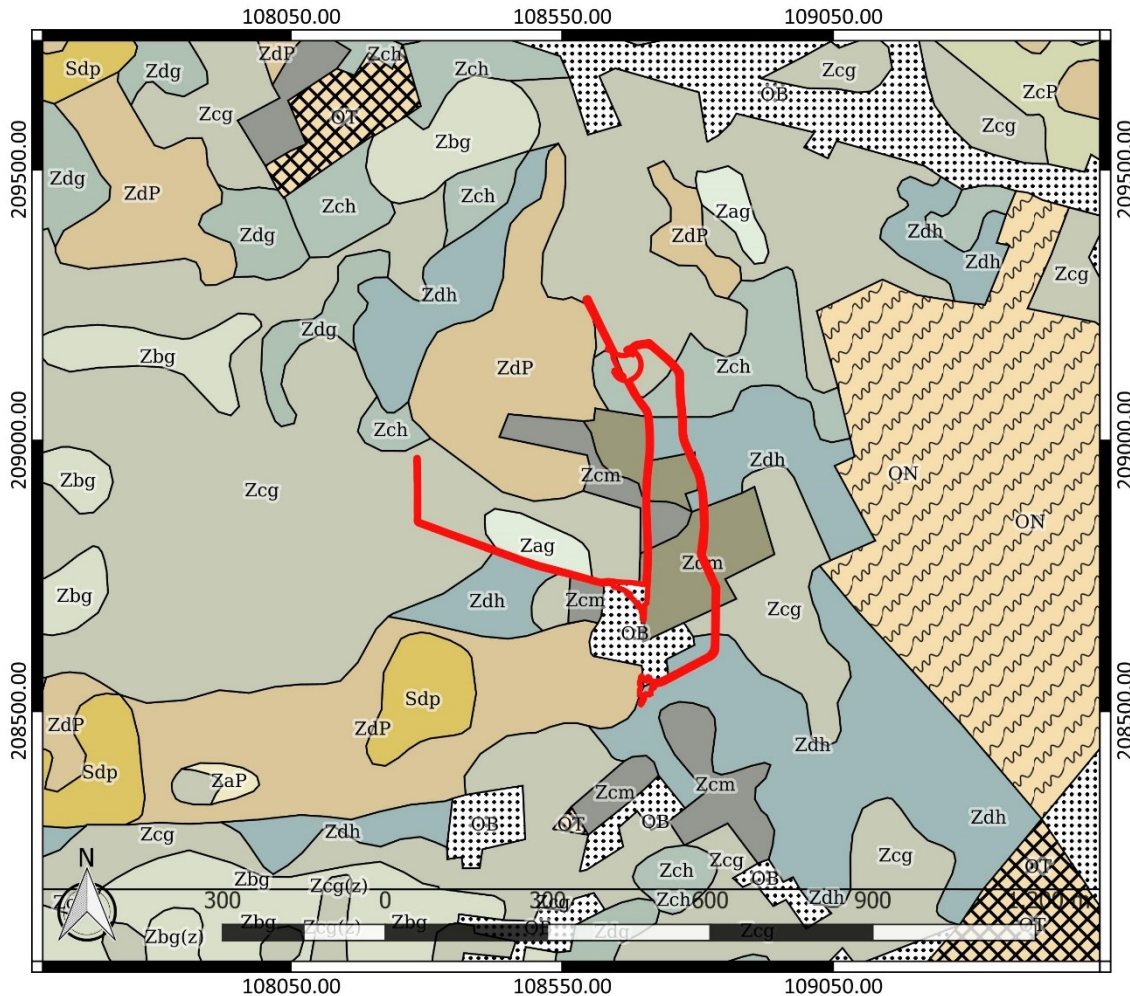 108050.00 108550.00 109050.00
Sdp Zdg ZdP Zch Zch Zcg OB ZcP
Zcg OT Zbg Zcg
209500.00 209500.00
Zdg ZdP Zch Zch Zag
Zdg ZdP Zdh Zdh
Zcg
Zdh
Zdg
Zbg ZdP Zch
Zch
209000.00 209000.00
Zbg Zcg Zcm Zdh ON
ON
Zag Zdm
Zbg Zdh Zcm Zcg
OB
Sdp
208500.00 208500.00
ZdP ZdP Zdh
Sdp ZaP Zcm Zcm
Zcg Zdh OB OT OB Zdh
Zcg OT
Zbg Zcg(z) Zch Zcg OB
N
300 0 300 600 Zch Zdh 900
Zbg(z) Zbg Zcg(z) Zbg Zdg Zcg OT
108050.00 108550.00 109050.00